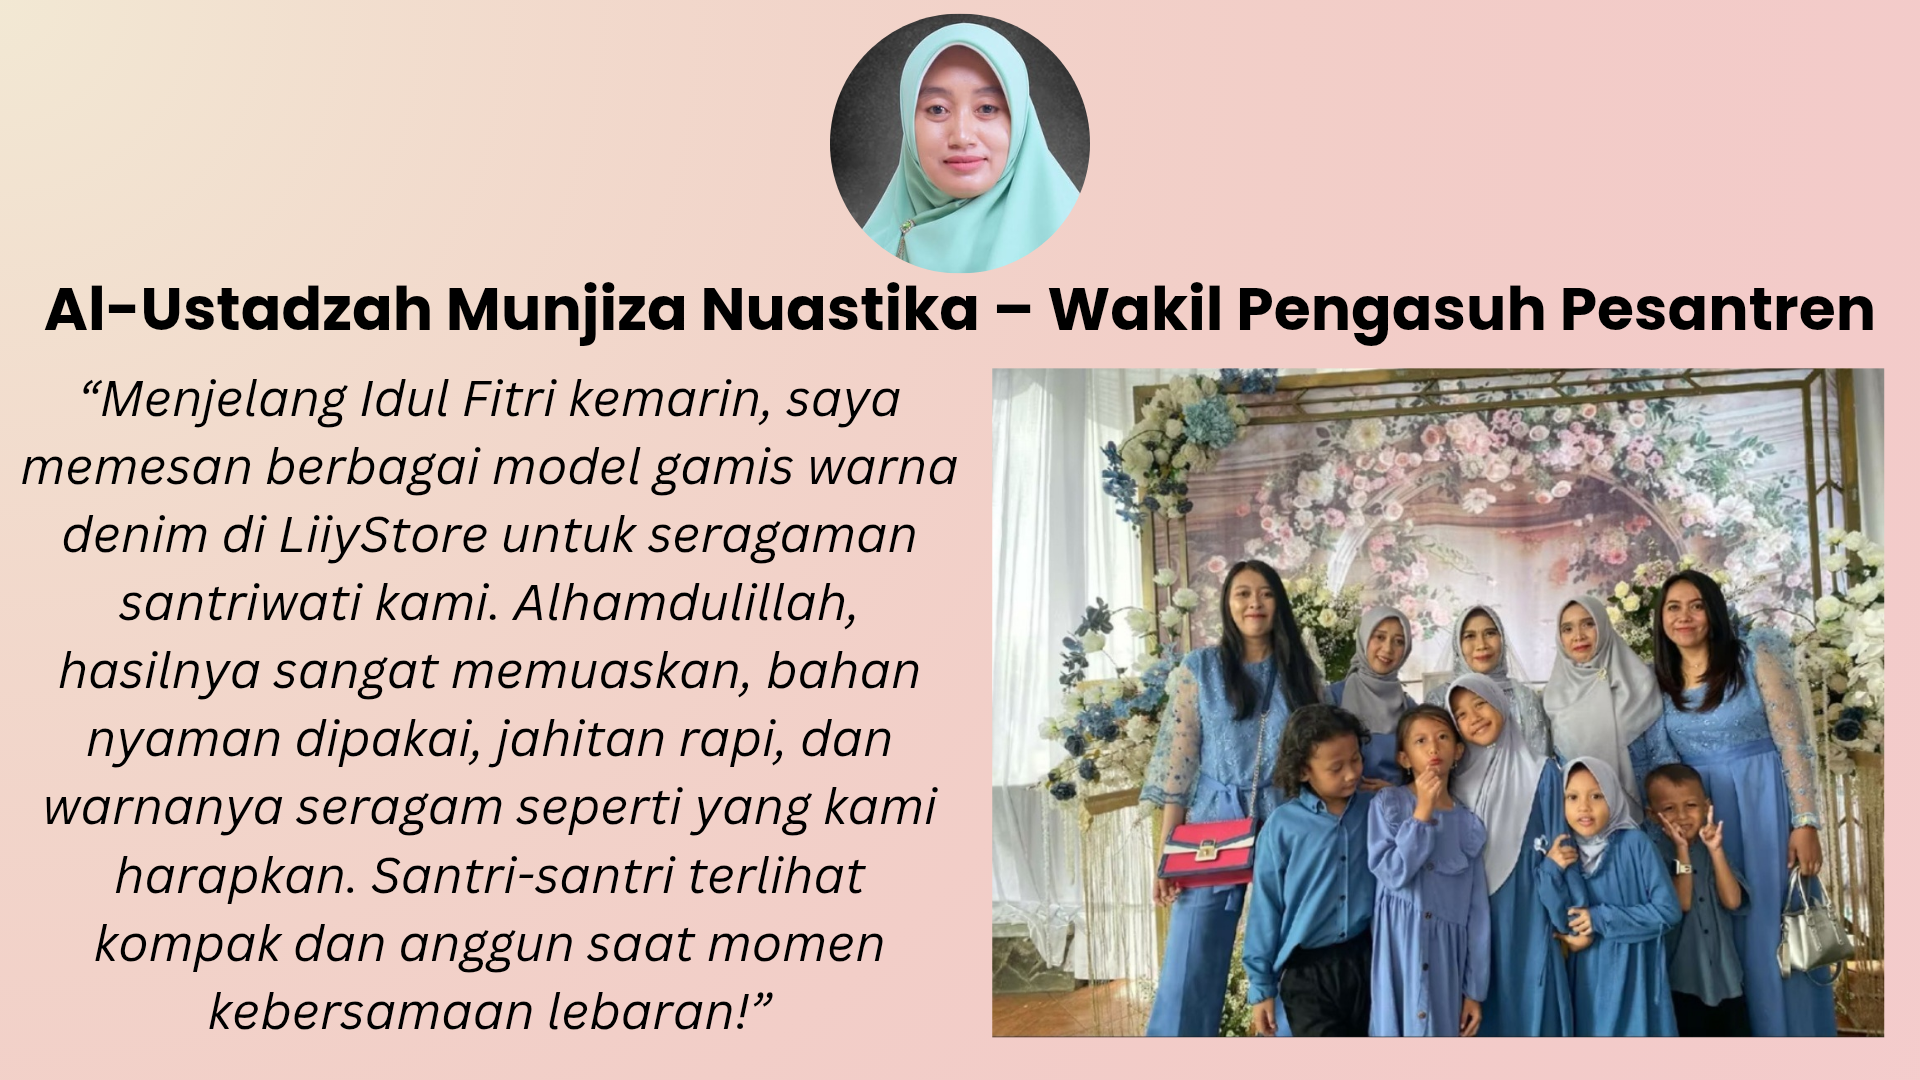 Al-Ustadzah Munjiza Nuastika – Wakil Pengasuh Pesantren
“Menjelang Idul Fitri kemarin, saya
memesan berbagai model gamis warna
denim di LiiyStore untuk seragaman
santriwati kami. Alhamdulillah,
hasilnya sangat memuaskan, bahan
nyaman dipakai, jahitan rapi, dan
warnanya seragam seperti yang kami
harapkan. Santri-santri terlihat
kompak dan anggun saat momen
kebersamaan lebaran!”